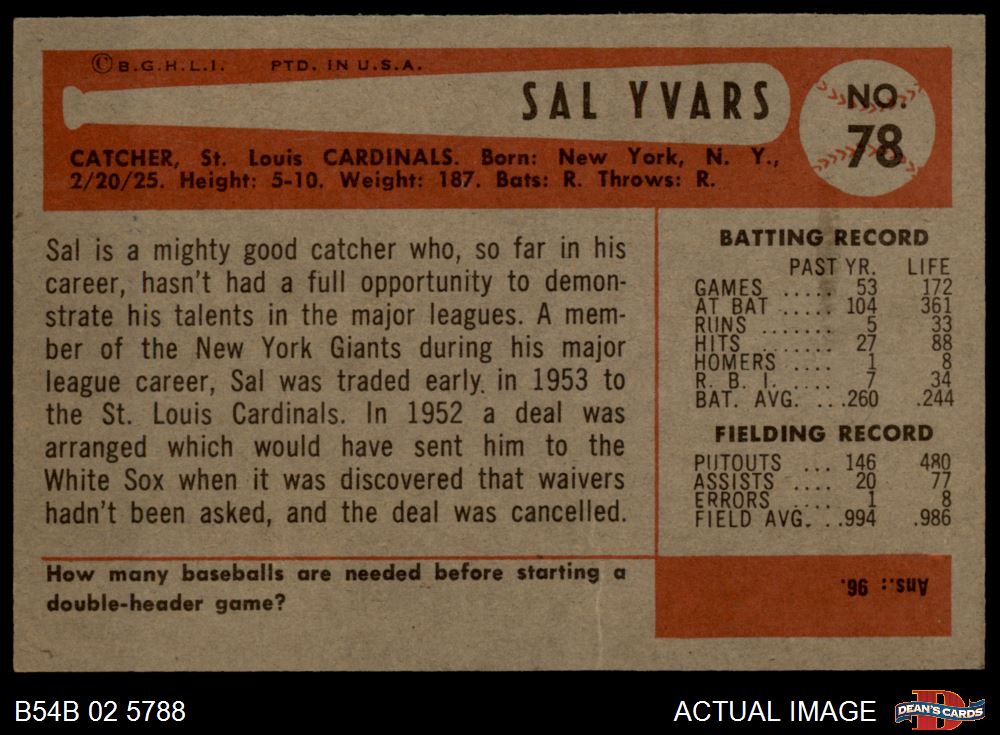 ©B.G.H.L.I. PTD. IN U.S.A.
SAL YVARS
NO.
78
CATCHER, St. Louis CARDINALS. Born: New York, N. Y.,
2/20/25. Height: 5-10. Weight: 187. Bats: R. Throws: R.
Sal is a mighty good catcher who, so far in his
career, hasn't had a full opportunity to demon-
strate his talents in the major leagues. A mem-
ber of the New York Giants during his major
league career, Sal was traded early in 1953 to
the St. Louis Cardinals. In 1952 a deal was
arranged which would have sent him to the
White Sox when it was discovered that waivers
hadn't been asked, and the deal was cancelled.
BATTING RECORD
PAST YR. LIFE
GAMES ..... 53 172
AT BAT ..... 104 361
RUNS ....... 5 33
HITS ........ 27 88
HOMERS .... 1 8
R. B. I. ..... 7 34
BAT. AVG. ...260 .244
FIELDING RECORD
PUTOUTS ... 146 480
ASSISTS .... 20 77
ERRORS .... 1 8
FIELD AVG. ..994 .986
How many baseballs are needed before starting a
double-header game?
Ans.: 96.
B54B 02 5788
ACTUAL IMAGE
DEAN'S CARDS